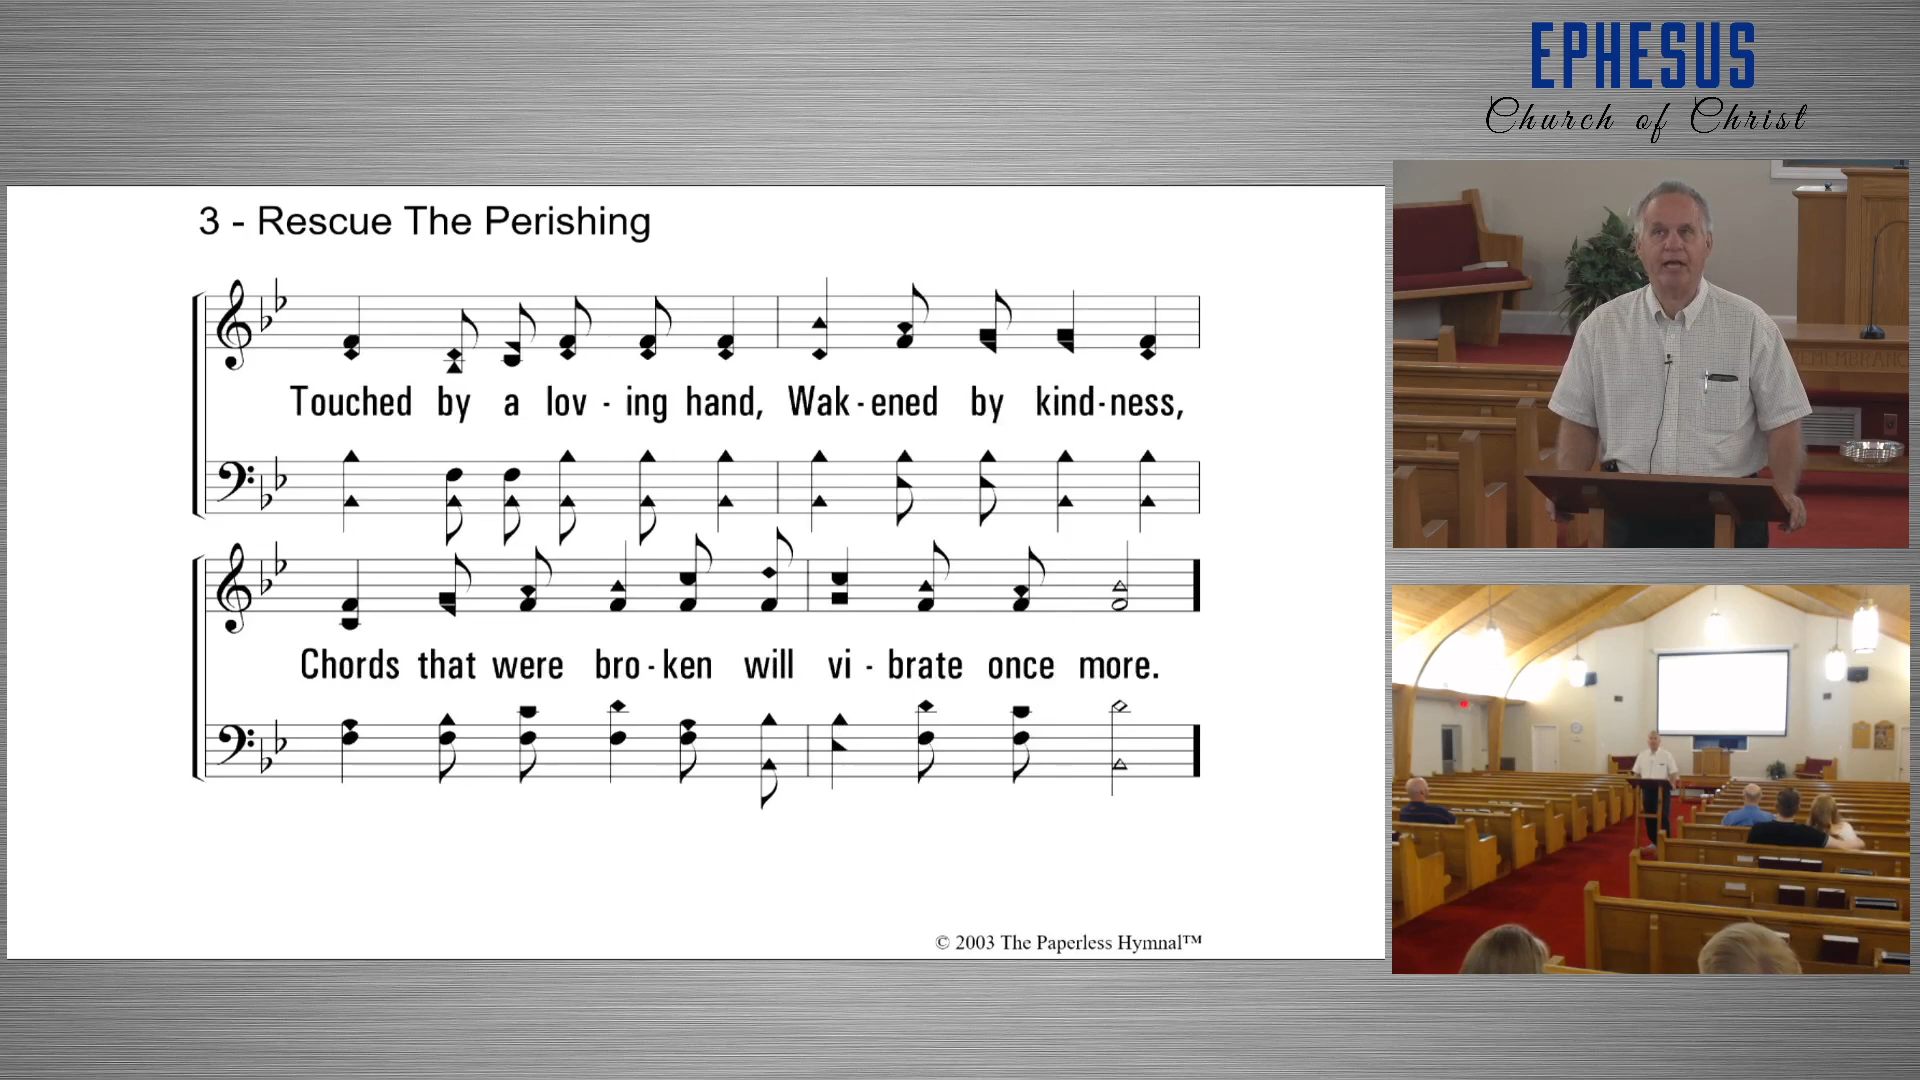 EPHESUS
Church of Christ
3 - Rescue The Perishing
Touched by a lov - ing hand, Wak - ened by kind - ness,
Chords that were bro - ken will vi - brate once more.
© 2003 The Paperless Hymnal™